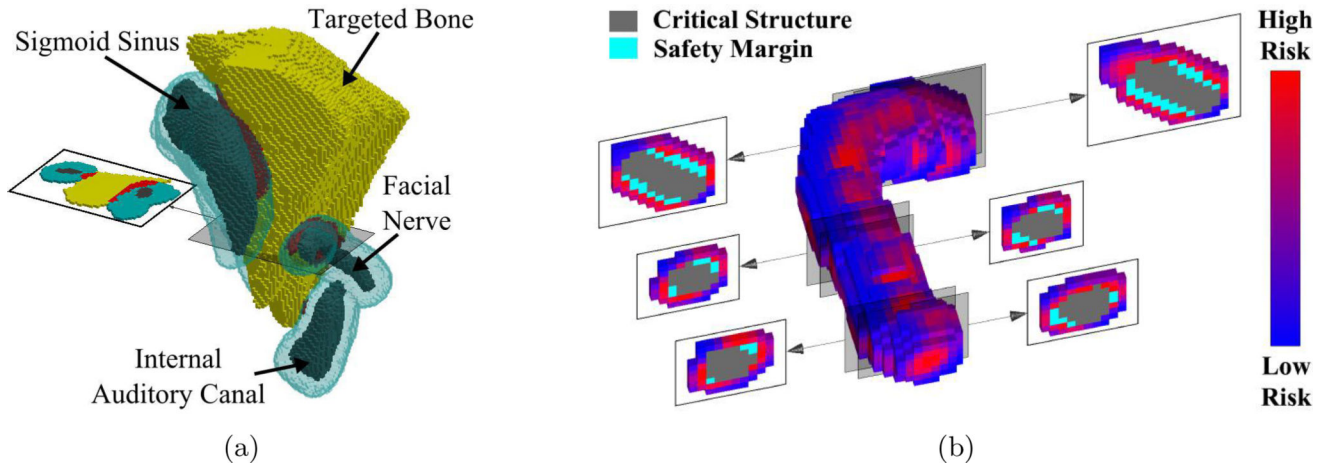 Targeted Bone
Sigmoid Sinus
Facial
Nerve
Internal
Auditory Canal
(a)
Critical Structure
Safety Margin
High
Risk
Low
Risk
(b)